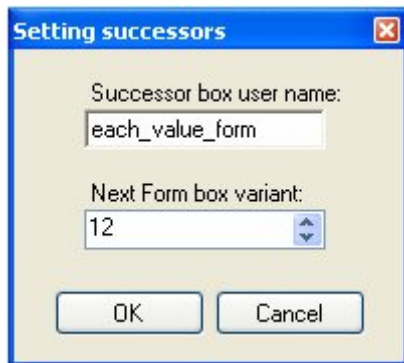 Setting successors
Successor box user name:
each_value_form
Next Form box variant:
12
OK Cancel